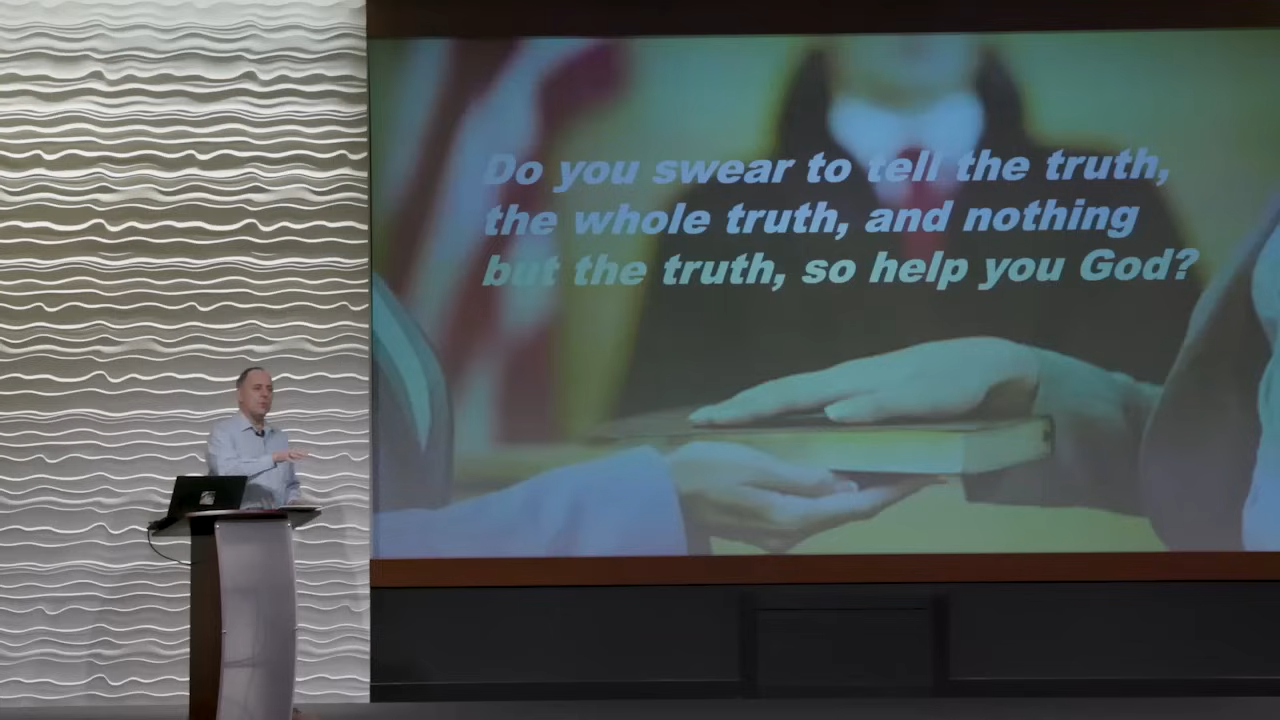 Do you swear to tell the truth,
the whole truth, and nothing
but the truth, so help you God?